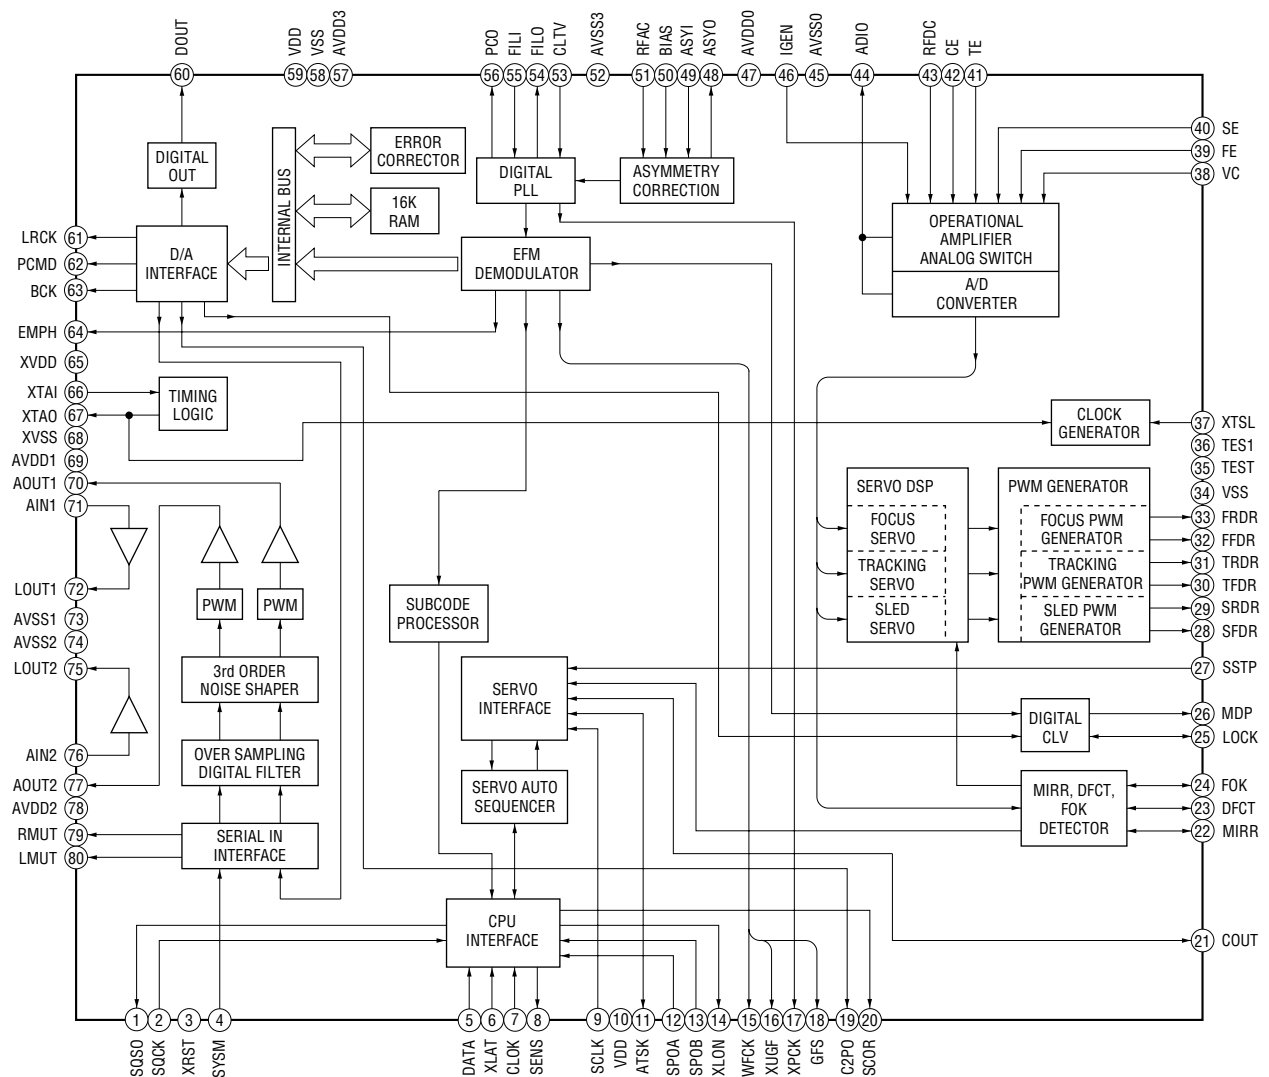 DOUT
VDD
VSS
AVDD3
PCO
FILI
FILO
CLTV
AVSS3
RFAC
BIAS
ASYI
ASYO
AVDD0
IGEN
AVSS0
ADIO
RFDC
CE
TE
60
59
58
57
56
55
54
53
52
51
50
49
48
47
46
45
44
43
42
41
40 SE
39 FE
38 VC
DIGITAL
OUT
INTERNAL BUS
ERROR
CORRECTOR
16K
RAM
DIGITAL
PLL
ASYMMETRY
CORRECTION
OPERATIONAL
AMPLIFIER
ANALOG SWITCH
A/D
CONVERTER
LRCK 61
PCMD 62
BCK 63
D/A
INTERFACE
EFM
DEMODULATOR
EMPH 64
XVDD 65
XTAI 66
XTAO 67
XVSS 68
AVDD1 69
AOUT1 70
AIN1 71
TIMING
LOGIC
CLOCK
GENERATOR
37 XTSL
36 TES1
35 TEST
34 VSS
33 FRDR
32 FFDR
31 TRDR
30 TFDR
29 SRDR
28 SFDR
SERVO DSP
FOCUS
SERVO
TRACKING
SERVO
SLED
SERVO
PWM GENERATOR
FOCUS PWM
GENERATOR
TRACKING
PWM GENERATOR
SLED PWM
GENERATOR
LOUT1 72
AVSS1 73
AVSS2 74
LOUT2 75
PWM
PWM
SUBCODE
PROCESSOR
3rd ORDER
NOISE SHAPER
SERVO
INTERFACE
27 SSTP
26 MDP
25 LOCK
DIGITAL
CLV
AIN2 76
AOUT2 77
AVDD2 78
RMUT 79
LMUT 80
OVER SAMPLING
DIGITAL FILTER
SERVO AUTO
SEQUENCER
MIRR, DFCT,
FOK
DETECTOR
24 FOK
23 DFCT
22 MIRR
SERIAL IN
INTERFACE
CPU
INTERFACE
21 COUT
1
2
3
4
5
6
7
8
9
10
11
12
13
14
15
16
17
18
19
20
SQSO
SQCK
XRST
SYSM
DATA
XLAT
CLOK
SENS
SCLK
VDD
ATSK
SPOA
SPOB
XLON
WFCK
XUGF
XPCK
GFS
C2PO
SCOR